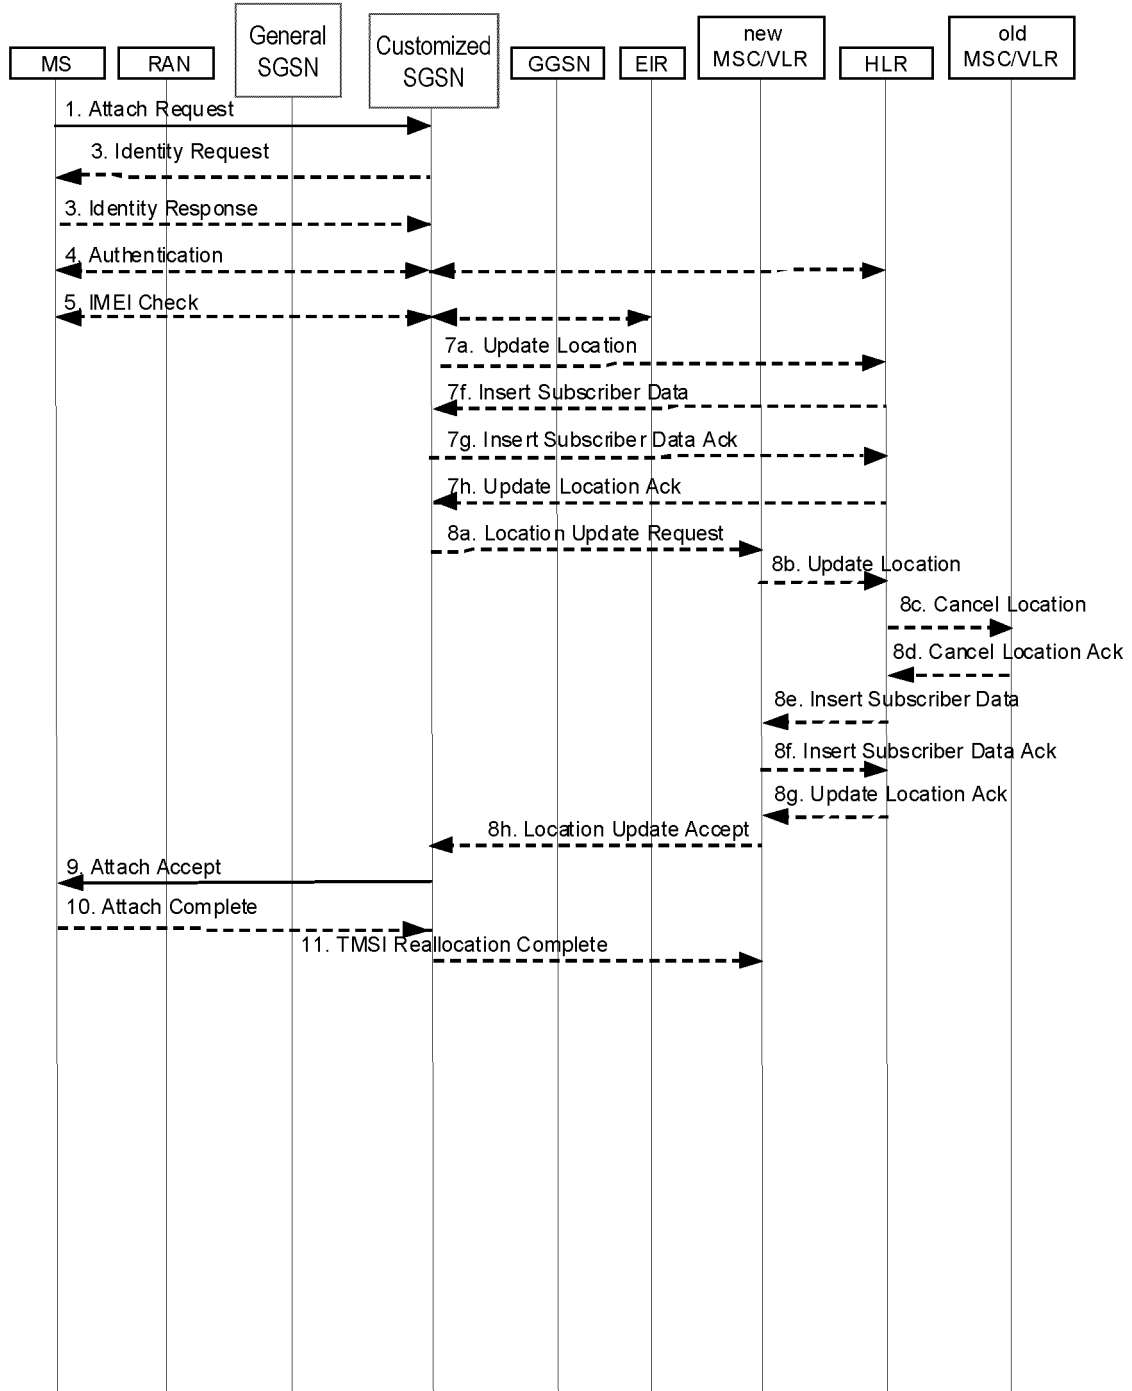 MS
RAN
General
SGSN
Customized
SGSN
GGSN
EIR
new
MSC/VLR
HLR
old
MSC/VLR
1. Attach Request
3. Identity Request
3. Identity Response
4. Authentication
5. IMEI Check
7a. Update Location
7f. Insert Subscriber Data
7g. Insert Subscriber Data Ack
7h. Update Location Ack
8a. Location Update Request
8b. Update Location
8c. Cancel Location
8d. Cancel Location Ack
8e. Insert Subscriber Data
8f. Insert Subscriber Data Ack
8g. Update Location Ack
8h. Location Update Accept
9. Attach Accept
10. Attach Complete
11. TMSI Reallocation Complete